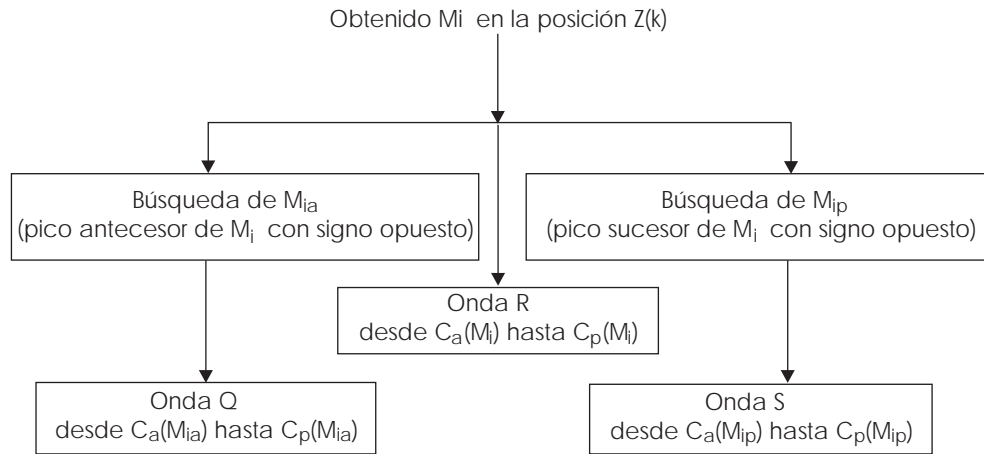 Obtenido Mi en la posición Z(k)
Búsqueda de Mia
(pico antecesor de Mi con signo opuesto)
Búsqueda de Mip
(pico sucesor de Mi con signo opuesto)
Onda R
desde Ca(Mi) hasta Cp(Mi)
Onda Q
desde Ca(Mia) hasta Cp(Mia)
Onda S
desde Ca(Mip) hasta Cp(Mip)